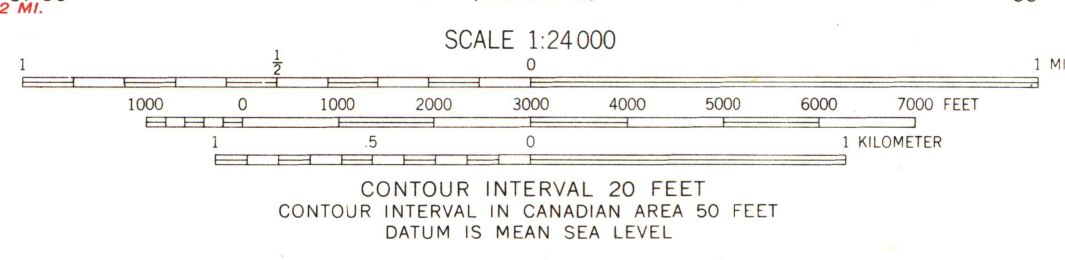 2 MI.
SCALE 1:24 000
1 1/2 0 1 MI
1000 0 1000 2000 3000 4000 5000 6000 7000 FEET
1 .5 0 1 KILOMETER
CONTOUR INTERVAL 20 FEET
CONTOUR INTERVAL IN CANADIAN AREA 50 FEET
DATUM IS MEAN SEA LEVEL